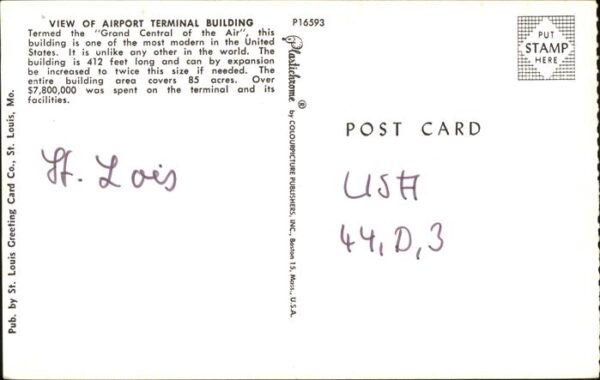 VIEW OF AIRPORT TERMINAL BUILDING
Termed the "Grand Central of the Air", this
building is one of the most modern in the United
States. It is unlike any other in the world. The
building is 412 feet long and can by expansion
be increased to twice this size if needed. The
entire building area covers 85 acres. Over
$7,800,000 was spent on the terminal and its
facilities.
Pub. by St. Louis Greeting Card Co., St. Louis, Mo.
St. Lois
P16593
Plastichrome ® by COLOURPICTURE PUBLISHERS, INC., Boston 15, Mass., U.S.A.
PUT
STAMP
HERE
POST CARD
USA
44, D, 3